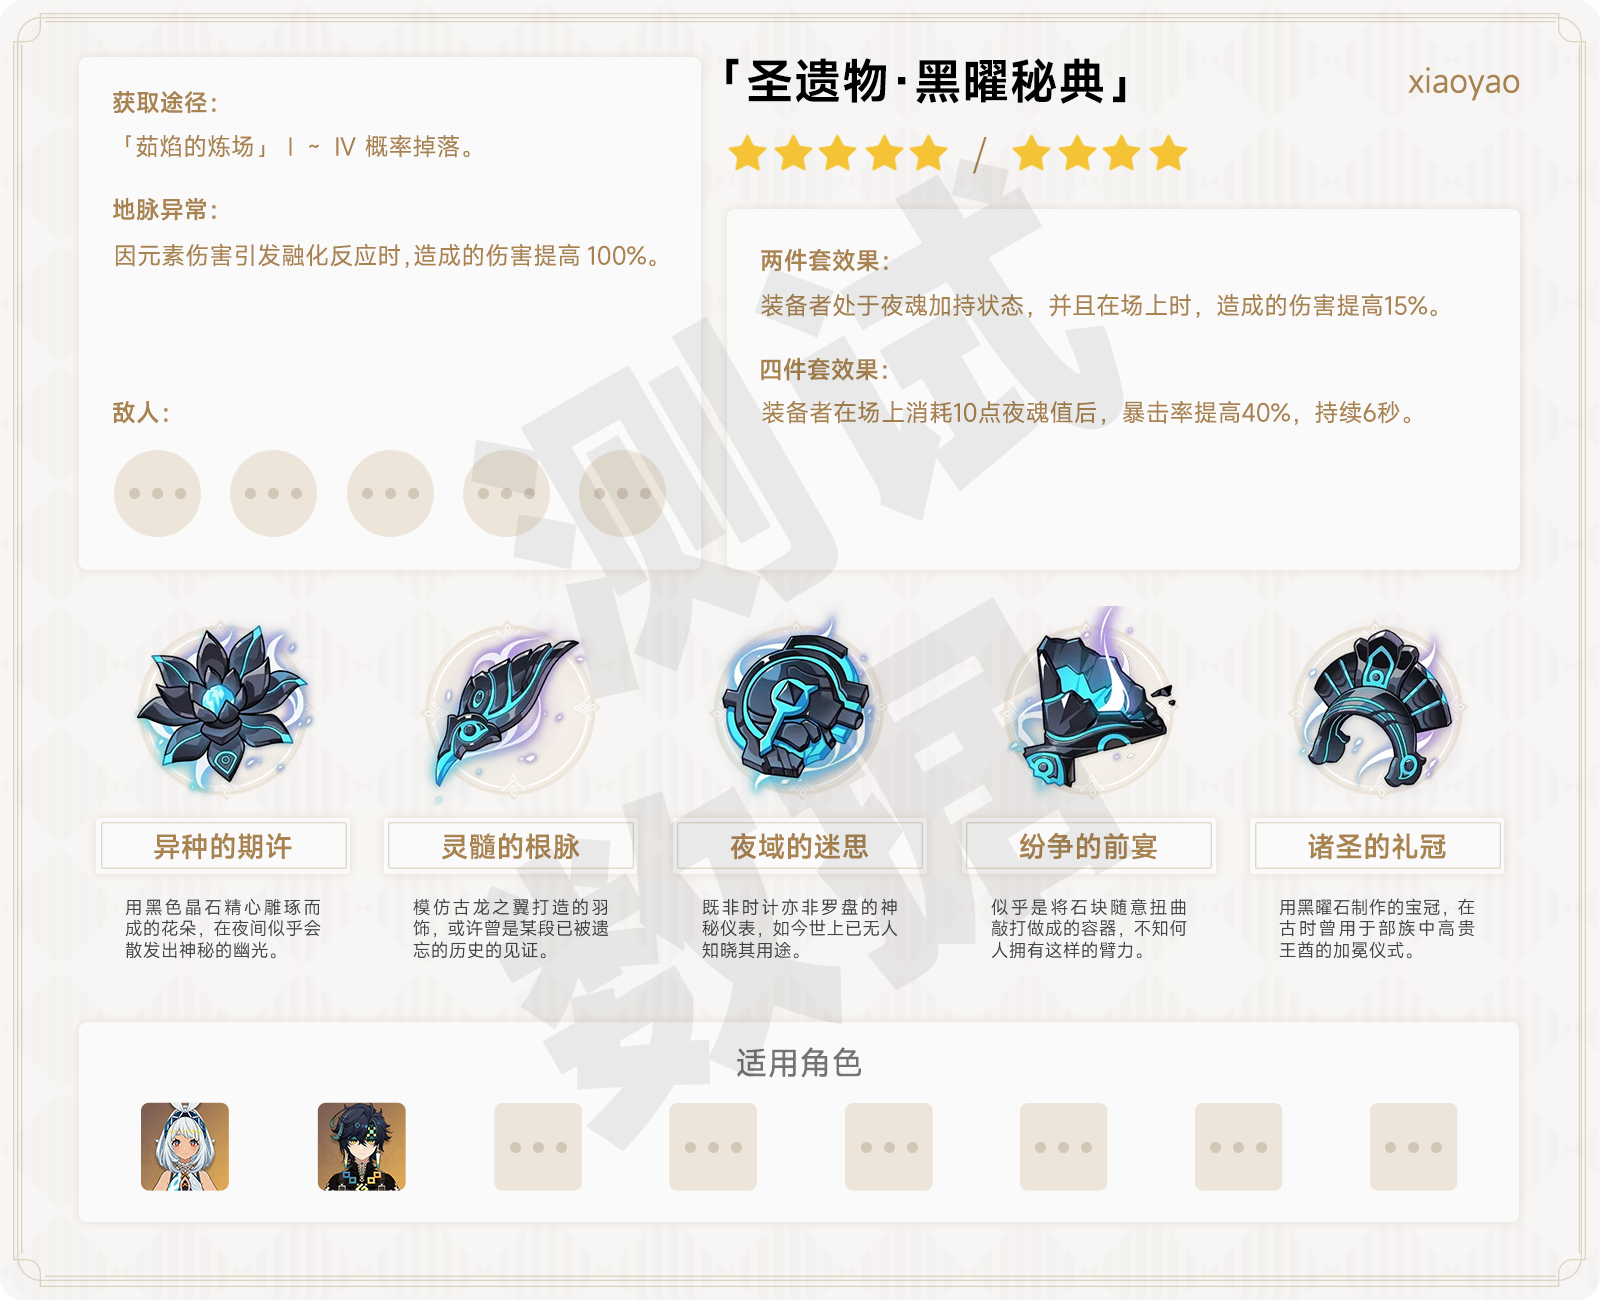 获取途径：
「茹焰的炼场」Ⅰ ~ Ⅳ 概率掉落。
地脉异常：
因元素伤害引发融化反应时,造成的伤害提高 100%。
敌人：
「圣遗物·黑曜秘典」
xiaoyao
/
两件套效果：
装备者处于夜魂加持状态，并且在场上时，造成的伤害提高15%。
四件套效果：
装备者在场上消耗10点夜魂值后，暴击率提高40%，持续6秒。
测试
数据
异种的期许
用黑色晶石精心雕琢而
成的花朵，在夜间似乎会
散发出神秘的幽光。
灵髓的根脉
模仿古龙之翼打造的羽
饰，或许曾是某段已被遗
忘的历史的见证。
夜域的迷思
既非时计亦非罗盘的神
秘仪表，如今世上已无人
知晓其用途。
纷争的前宴
似乎是将石块随意扭曲
敲打做成的容器，不知何
人拥有这样的臂力。
诸圣的礼冠
用黑曜石制作的宝冠，在
古时曾用于部族中高贵
王酋的加冕仪式。
适用角色